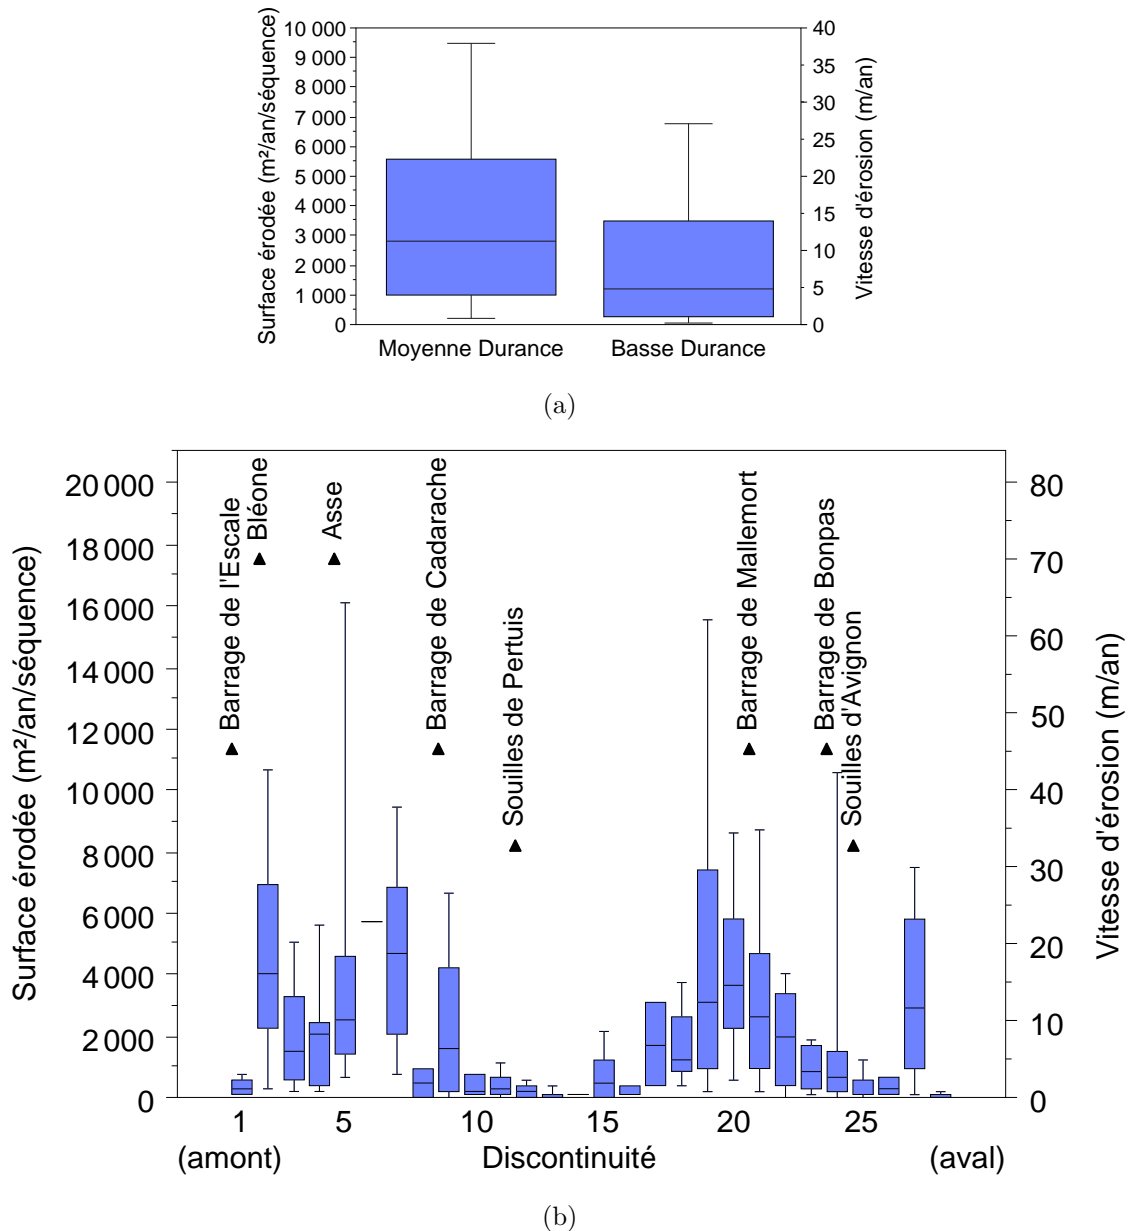 Surface érodée (m²/an/séquence)
10 000
9 000
8 000
7 000
6 000
5 000
4 000
3 000
2 000
1 000
0
40
35
30
25
20
15
10
5
0
Vitesse d'érosion (m/an)
Moyenne Durance Basse Durance
(a)
Surface érodée (m²/an/séquence)
20 000
18 000
16 000
14 000
12 000
10 000
8 000
6 000
4 000
2 000
0
Barrage de l'Escale
Bléone
Asse
Barrage de Cadarache
Souilles de Pertuis
Barrage de Mallemort
Barrage de Bonpas
Souilles d'Avignon
80
70
60
50
40
30
20
10
0
Vitesse d'érosion (m/an)
1 5 10 15 20 25
(amont) Discontinuité (aval)
(b)